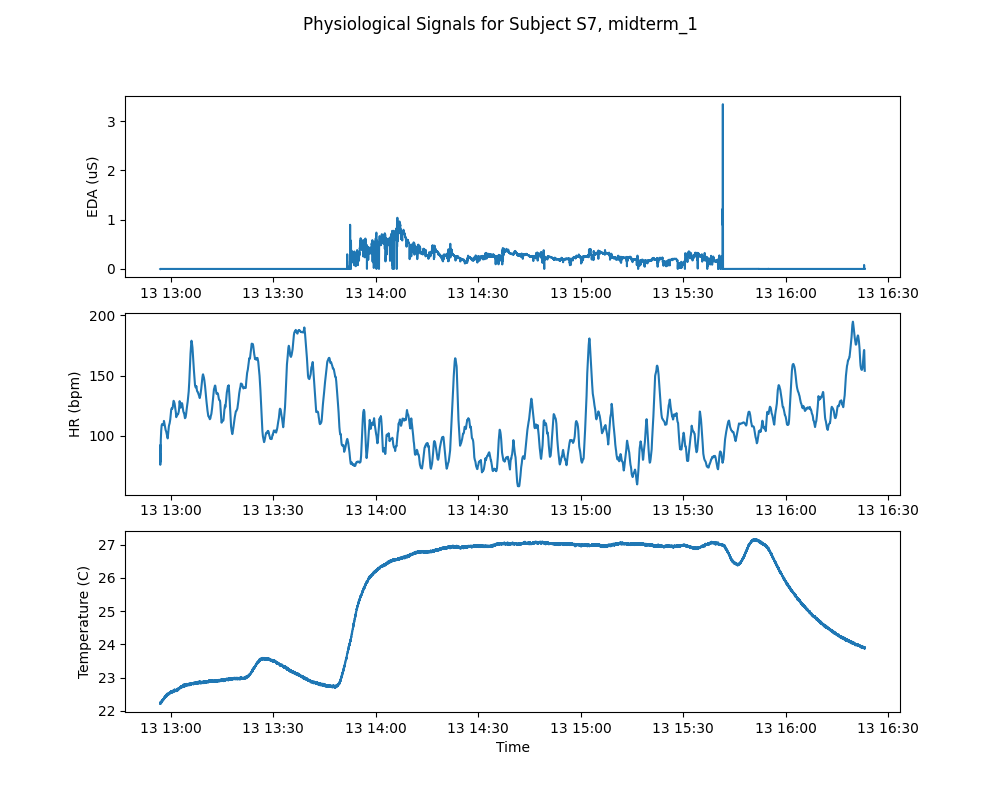 Physiological Signals for Subject S7, midterm_1
3
2
1
0
EDA (uS)
13 13:00 13 13:30 13 14:00 13 14:30 13 15:00 13 15:30 13 16:00 13 16:30
200
150
100
HR (bpm)
13 13:00 13 13:30 13 14:00 13 14:30 13 15:00 13 15:30 13 16:00 13 16:30
27
26
25
24
23
22
Temperature (C)
13 13:00 13 13:30 13 14:00 13 14:30 13 15:00 13 15:30 13 16:00 13 16:30
Time